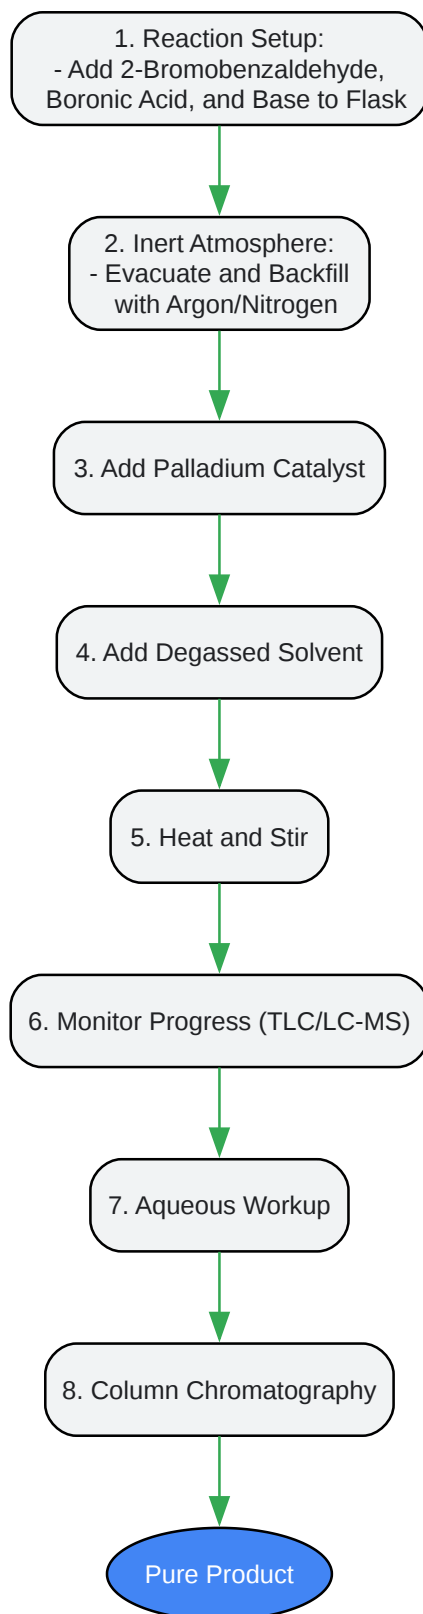 1. Reaction Setup:
- Add 2-Bromobenzaldehyde,
Boronic Acid, and Base to Flask
2. Inert Atmosphere:
- Evacuate and Backfill
with Argon/Nitrogen
3. Add Palladium Catalyst
4. Add Degassed Solvent
5. Heat and Stir
6. Monitor Progress (TLC/LC-MS)
7. Aqueous Workup
8. Column Chromatography
Pure Product